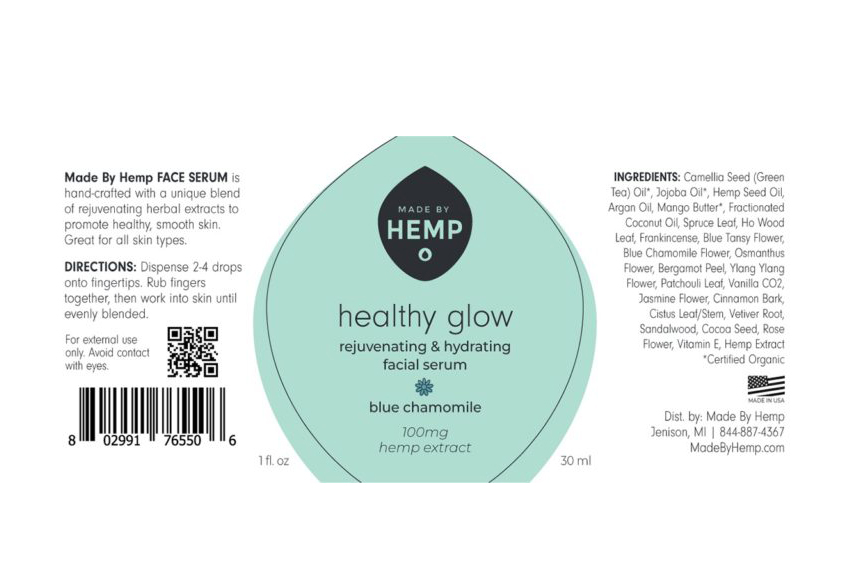 Made By Hemp FACE SERUM is
hand-crafted with a unique blend
of rejuvenating herbal extracts to
promote healthy, smooth skin.
Great for all skin types.
DIRECTIONS: Dispense 2-4 drops
onto fingertips. Rub fingers
together, then work into skin until
evenly blended.
For external use
only. Avoid contact
with eyes.
8 02991 76550 6
MADE BY
HEMP
healthy glow
rejuvenating & hydrating
facial serum
blue chamomile
100mg
hemp extract
1 fl. oz
30 ml
INGREDIENTS: Camellia Seed (Green
Tea) Oil*, Jojoba Oil*, Hemp Seed Oil,
Argan Oil, Mango Butter*, Fractionated
Coconut Oil, Spruce Leaf, Ho Wood
Leaf, Frankincense, Blue Tansy Flower,
Blue Chamomile Flower, Osmanthus
Flower, Bergamot Peel, Ylang Ylang
Flower, Patchouli Leaf, Vanilla CO2,
Jasmine Flower, Cinnamon Bark,
Cistus Leaf/Stem, Vetiver Root,
Sandalwood, Cocoa Seed, Rose
Flower, Vitamin E, Hemp Extract
*Certified Organic
MADE IN USA
Dist. by: Made By Hemp
Jenison, MI | 844-887-4367
MadeByHemp.com